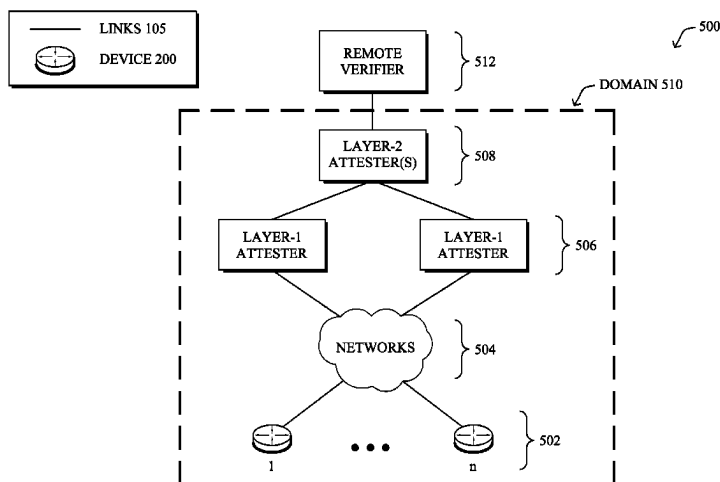 LINKS 105
DEVICE 200
500
REMOTE
VERIFIER
512
DOMAIN 510
LAYER-2
ATTESTER(S)
508
LAYER-1
ATTESTER
LAYER-1
ATTESTER
506
NETWORKS
504
502
1
n